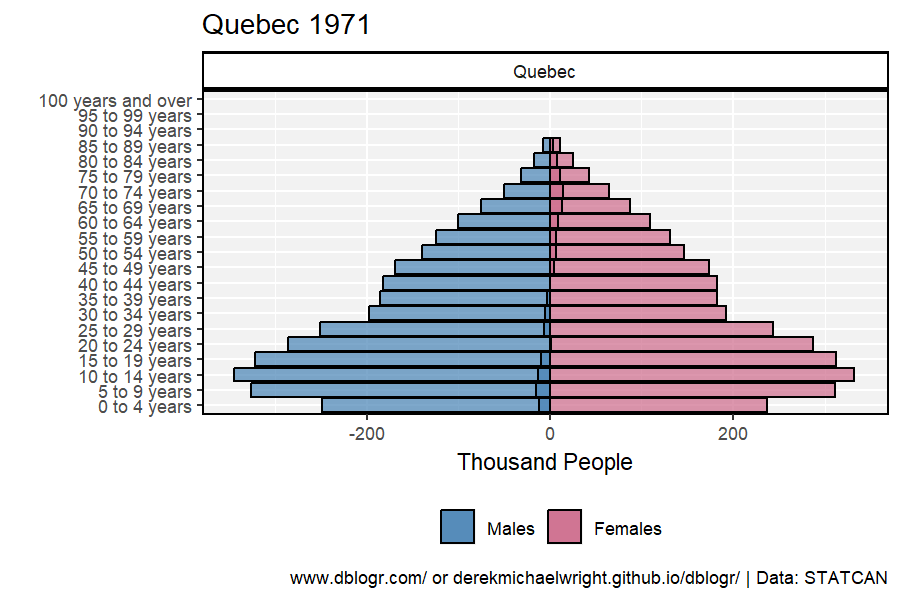 Quebec 1971
Quebec
100 years and over
95 to 99 years
90 to 94 years
85 to 89 years
80 to 84 years
75 to 79 years
70 to 74 years
65 to 69 years
60 to 64 years
55 to 59 years
50 to 54 years
45 to 49 years
40 to 44 years
35 to 39 years
30 to 34 years
25 to 29 years
20 to 24 years
15 to 19 years
10 to 14 years
5 to 9 years
0 to 4 years
-200 0 200
Thousand People
Males Females
www.dblogr.com/ or derekmichaelwright.github.io/dblogr/ | Data: STATCAN